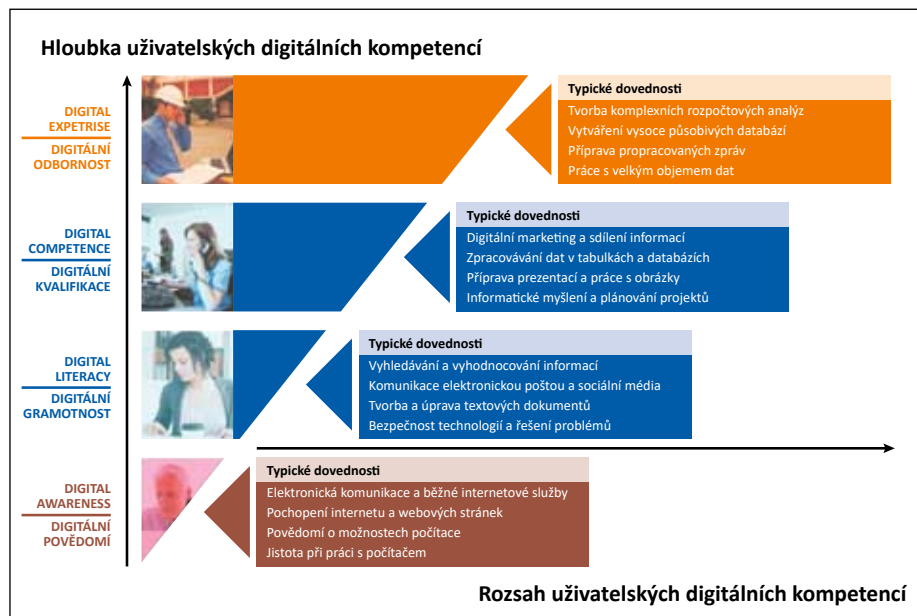 Hloubka uživatelských digitálních kompetencí
DIGITAL
EXPETRISE
DIGITÁLNÍ
ODBORNOST
Typické dovednosti
Tvorba komplexních rozpočtových analýz
Vytváření vysoce působivých databází
Příprava propracovaných zpráv
Práce s velkým objemem dat
DIGITAL
COMPETENCE
DIGITÁLNÍ
KVALIFIKACE
Typické dovednosti
Digitální marketing a sdílení informací
Zpracovávání dat v tabulkách a databázích
Příprava prezentací a práce s obrázky
Informatické myšlení a plánování projektů
DIGITAL
LITERACY
DIGITÁLNÍ
GRAMOTNOST
Typické dovednosti
Vyhledávání a vyhodnocování informací
Komunikace elektronickou poštou a sociální média
Tvorba a úprava textových dokumentů
Bezpečnost technologií a řešení problémů
DIGITAL
AWARENESS
DIGITÁLNÍ
POVĚDOMÍ
Typické dovednosti
Elektronická komunikace a běžné internetové služby
Pochopení internetu a webových stránek
Povědomí o možnostech počítace
Jistota při práci s počítačem
Rozsah uživatelských digitálních kompetencí